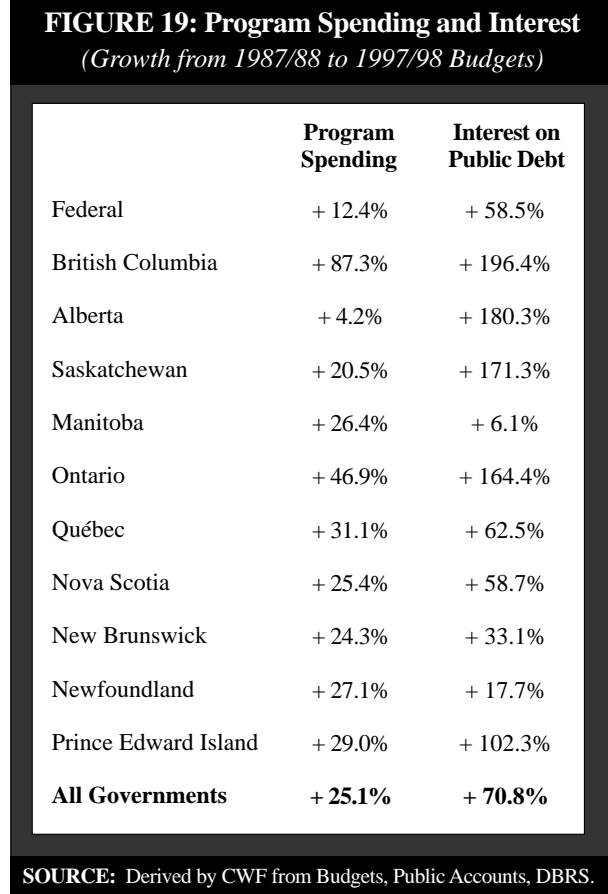 FIGURE 19: Program Spending and Interest
(Growth from 1987/88 to 1997/98 Budgets)
Program Spending Interest on Public Debt
Federal + 12.4% + 58.5%
British Columbia + 87.3% + 196.4%
Alberta + 4.2% + 180.3%
Saskatchewan + 20.5% + 171.3%
Manitoba + 26.4% + 6.1%
Ontario + 46.9% + 164.4%
Québec + 31.1% + 62.5%
Nova Scotia + 25.4% + 58.7%
New Brunswick + 24.3% + 33.1%
Newfoundland + 27.1% + 17.7%
Prince Edward Island + 29.0% + 102.3%
All Governments + 25.1% + 70.8%
SOURCE: Derived by CWF from Budgets, Public Accounts, DBRS.